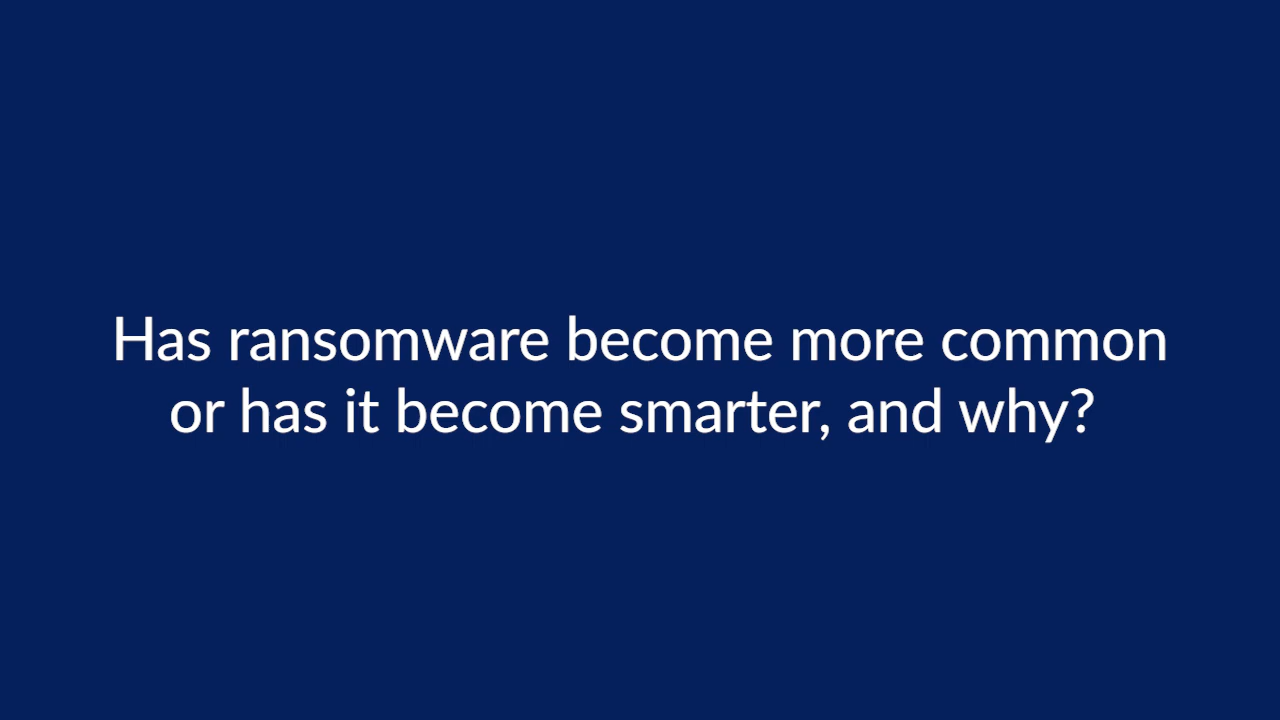 Has ransomware become more common
or has it become smarter, and why?